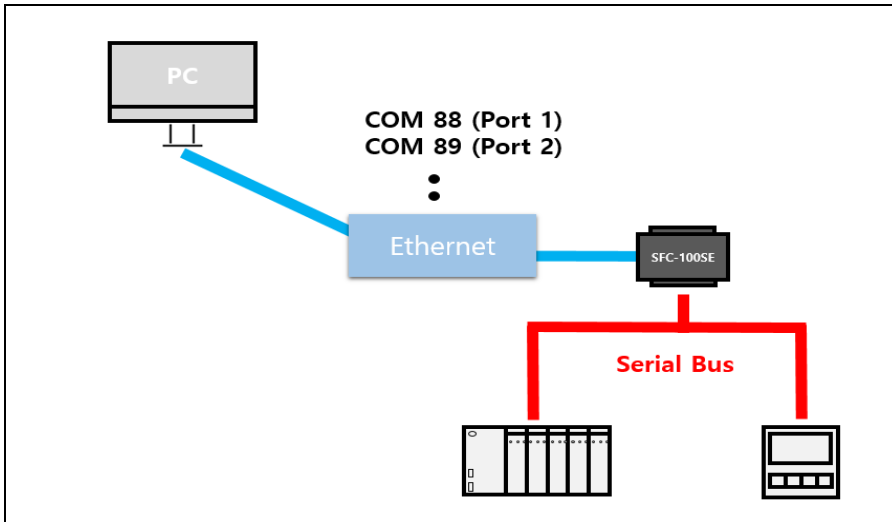 PC
COM 88 (Port 1)
COM 89 (Port 2)
:
Ethernet
SFC-100SE
Serial Bus